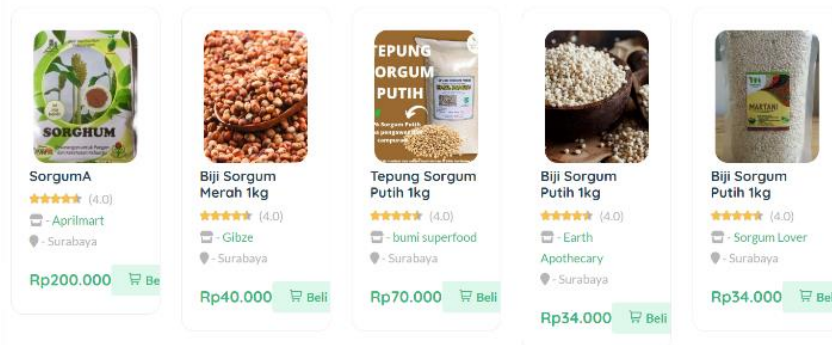 SORGHUM
SorgumA
(4.0)
- Aprilmart
- Surabaya
Rp200.000 Be
Biji Sorgum
Merah 1kg
(4.0)
- Gibze
- Surabaya
Rp40.000 Beli
TEPUNG
ORGUM
PUTIH
Sorgum Putih
Tepung Sorgum
Putih 1kg
(4.0)
- bumi superfood
- Surabaya
Rp70.000 Beli
Biji Sorgum
Putih 1kg
(4.0)
- Earth
Apothecary
- Surabaya
Rp34.000 Beli
MARTANI
Biji Sorgum
Putih 1kg
(4.0)
- Sorgum Lover
- Surabaya
Rp34.000 Bel